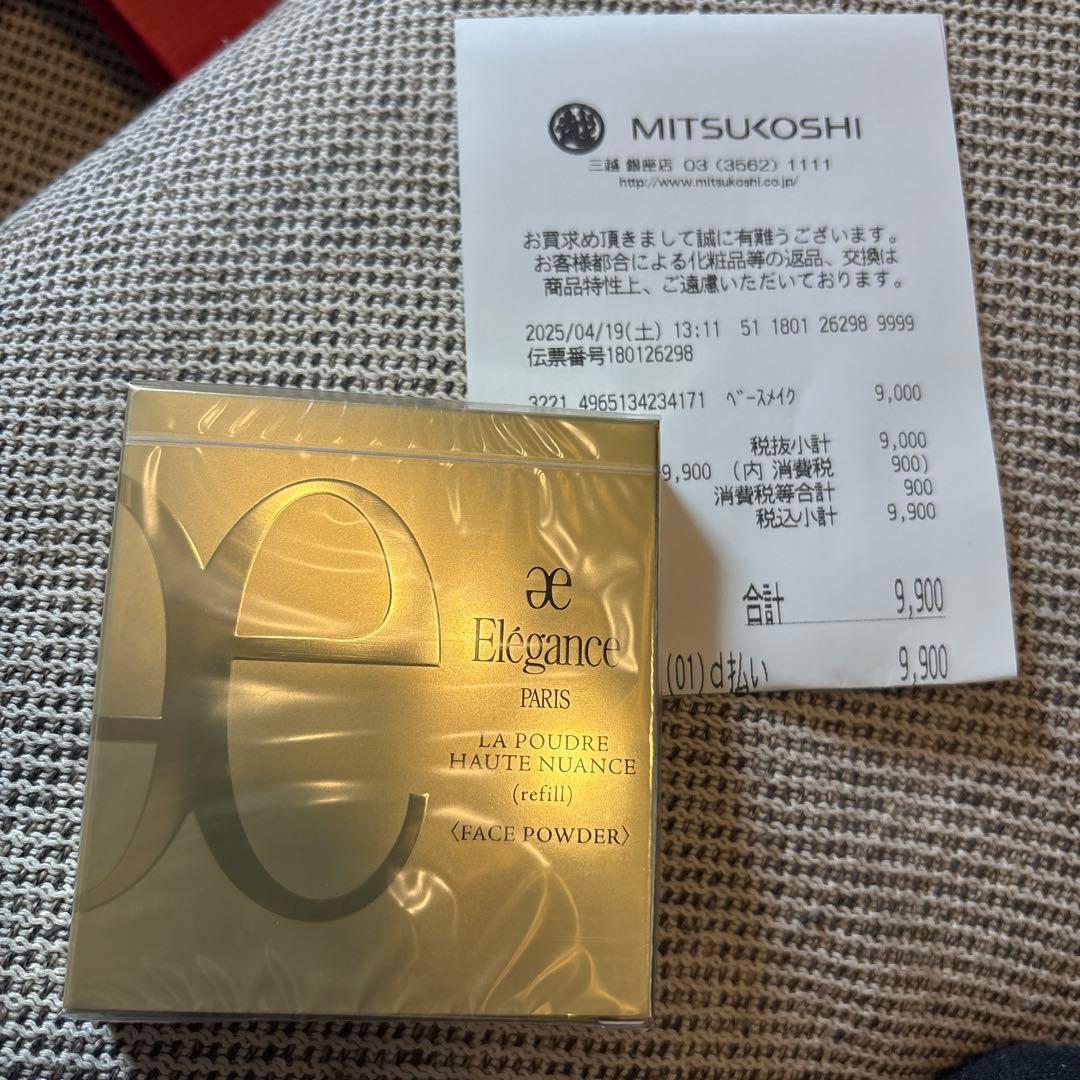 越 MITSUKOSHI
三越 銀座店 03 (3562) 1111
http://www.mitsukoshi.co.jp/
お買求め頂きまして誠に有難うございます。
お客様都合による化粧品等の返品、交換は
商品特性上、ご遠慮いただいております。
2025/04/19(土) 13:11 51 1801 26298 9999
伝票番号180126298
3221 4965134234171 ベースメイク 9,000
税抜小計 9,000
9,900 (内 消費税 900)
消費税等合計 900
税込小計 9,900
合計 9,900
(01)d払い 9,900
e
æ
Elégance
PARIS
LA POUDRE
HAUTE NUANCE
(refill)
〈FACE POWDER〉